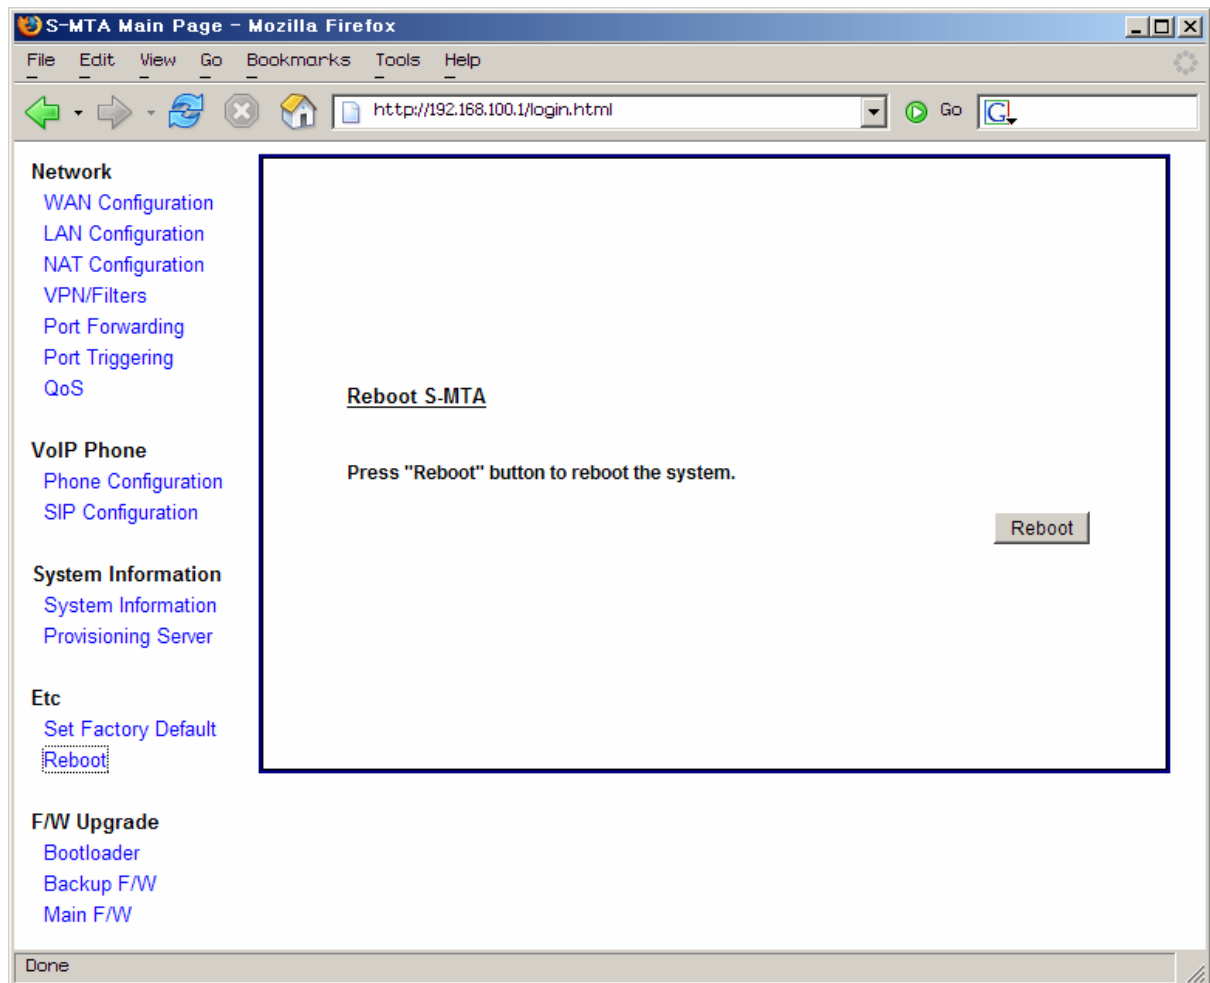 S-MTA Main Page - Mozilla Firefox
File Edit View Go Bookmarks Tools Help
http://192.168.100.1/login.html Go G
Network
WAN Configuration
LAN Configuration
NAT Configuration
VPN/Filters
Port Forwarding
Port Triggering
QoS
VoIP Phone
Phone Configuration
SIP Configuration
System Information
System Information
Provisioning Server
Etc
Set Factory Default
Reboot
F/W Upgrade
Bootloader
Backup F/W
Main F/W
Reboot S-MTA
Press "Reboot" button to reboot the system.
Reboot
Done